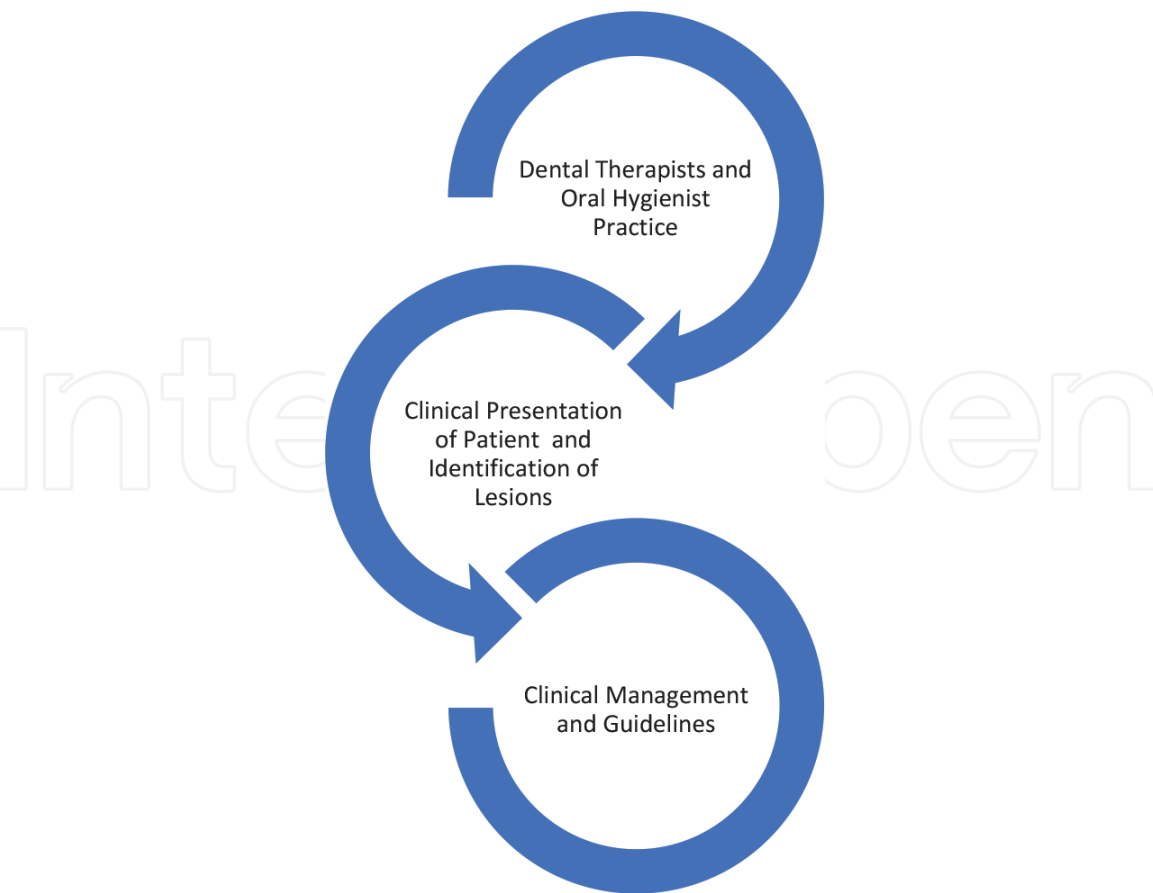 Dental Therapists and
Oral Hygienist
Practice
Clinical Presentation
of Patient and
Identification of
Lesions
Clinical Management
and Guidelines